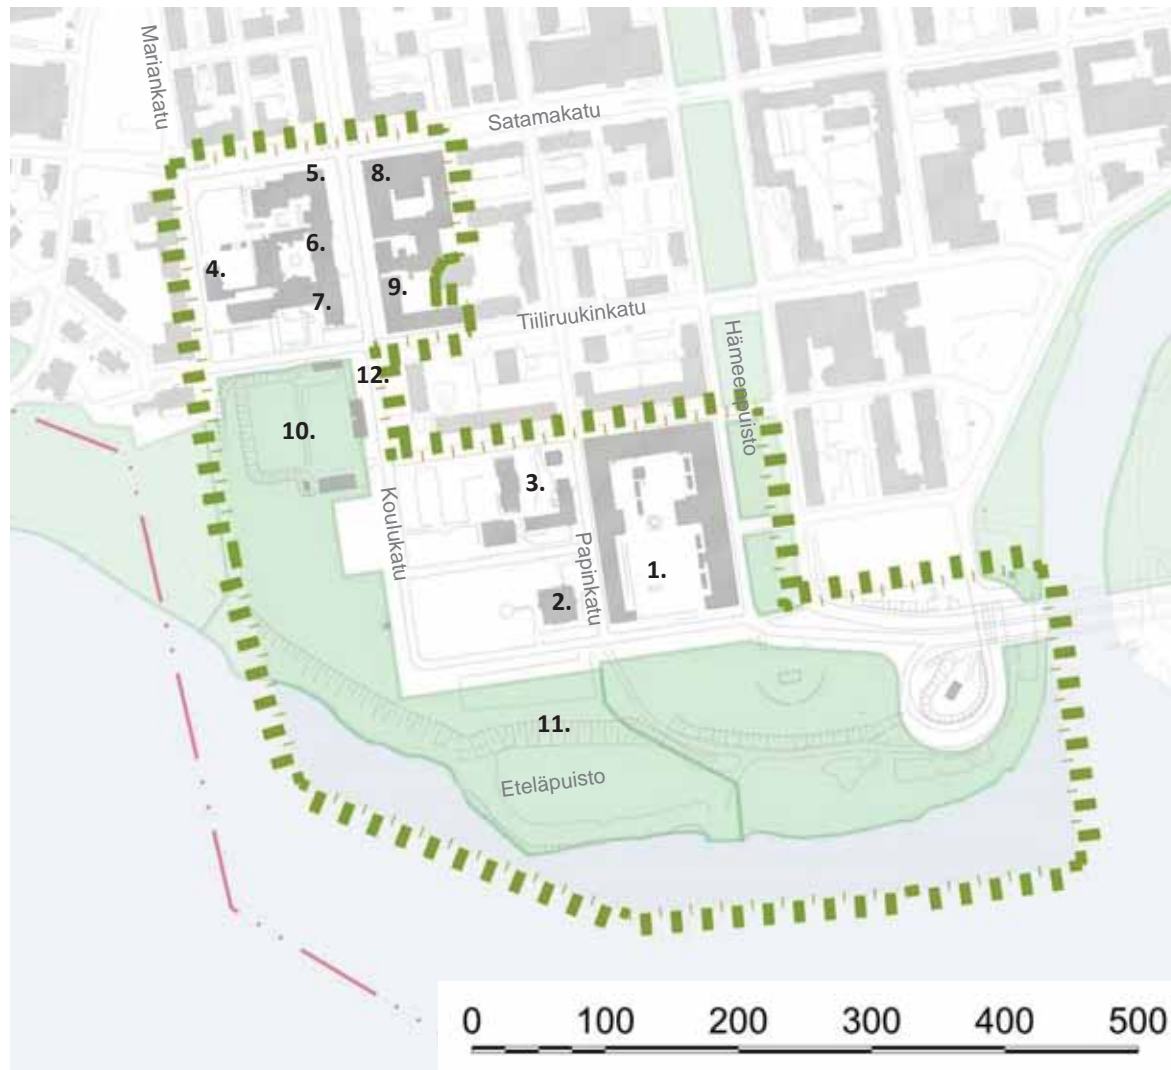 Mariankatu
Satamakatu
5.
8.
6.
4.
9.
7.
Tiiliruukinkatu
Hämeenpuisto
12.
10.
3.
Koulukatu
Papinkatu
1.
2.
11.
Eteläpuisto
0 100 200 300 400 500